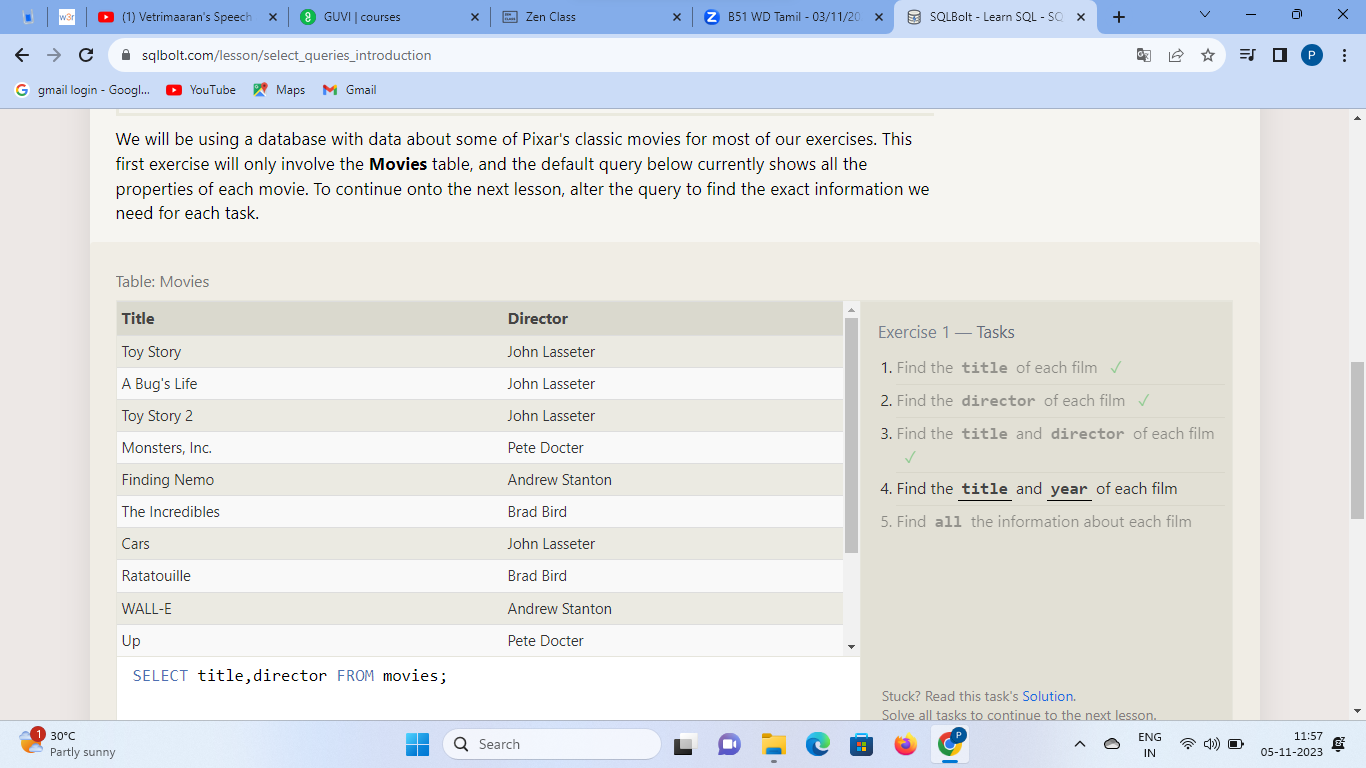 w3r
(1) Vetrimaaran's Speech
GUVI | courses
Zen Class
B51 WD Tamil - 03/11/20
SQLBolt - Learn SQL - SQ
sqlbolt.com/lesson/select_queries_introduction
P
gmail login - Googl...
YouTube
Maps
Gmail
We will be using a database with data about some of Pixar's classic movies for most of our exercises. This
first exercise will only involve the Movies table, and the default query below currently shows all the
properties of each movie. To continue onto the next lesson, alter the query to find the exact information we
need for each task.
Table: Movies
Title Director
Toy Story John Lasseter
A Bug's Life John Lasseter
Toy Story 2 John Lasseter
Monsters, Inc. Pete Docter
Finding Nemo Andrew Stanton
The Incredibles Brad Bird
Cars John Lasseter
Ratatouille Brad Bird
WALL-E Andrew Stanton
Up Pete Docter
SELECT title,director FROM movies;
Exercise 1 — Tasks
1. Find the title of each film ✓
2. Find the director of each film ✓
3. Find the title and director of each film
✓
4. Find the title and year of each film
5. Find all the information about each film
Stuck? Read this task's Solution.
Solve all tasks to continue to the next lesson.
1
30°C
Partly sunny
Search
P
ENG
IN
11:57
05-11-2023